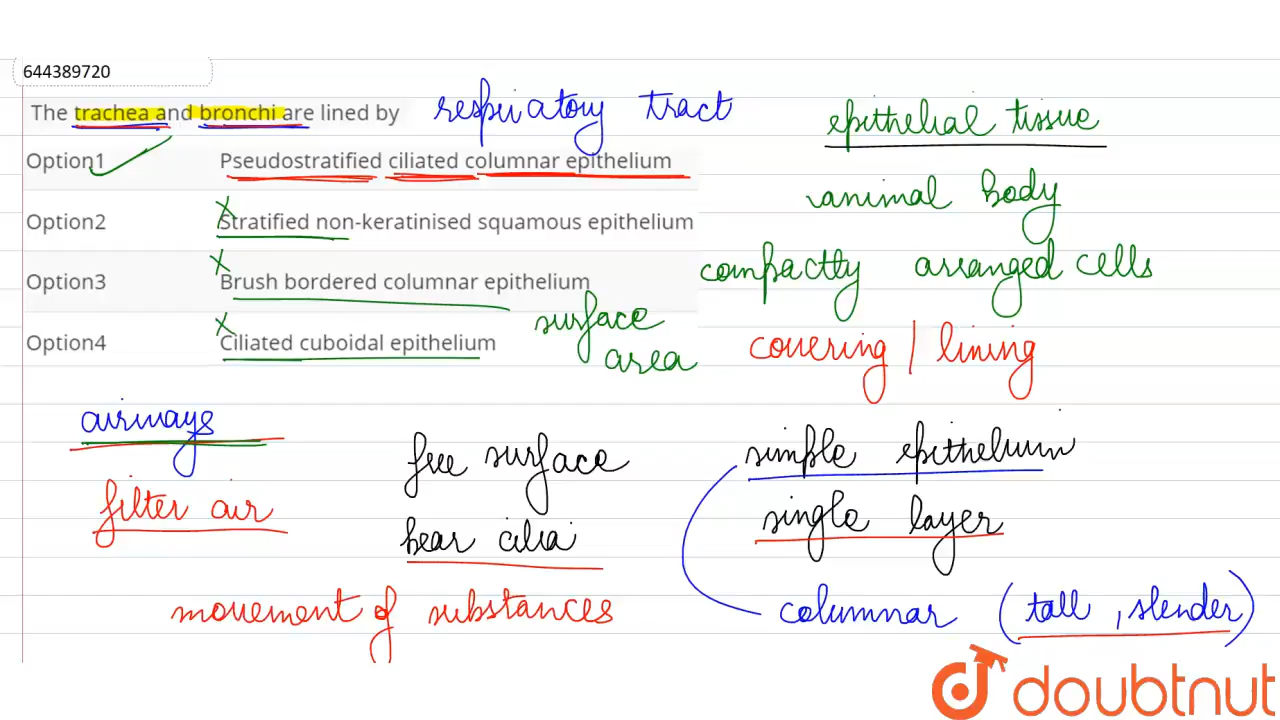 644389720
The trachea and bronchi are lined by
respiratory tract
Option1 Pseudostratified ciliated columnar epithelium
Option2 Stratified non-keratinised squamous epithelium
Option3 Brush bordered columnar epithelium
Option4 Ciliated cuboidal epithelium
surface
area
epithelial tissue
animal body
compactly arranged cells
covering / lining
airways
filter air
free surface
bear cilia
movement of substances
simple epithelium
single layer
columnar (tall, slender)
doubtnut